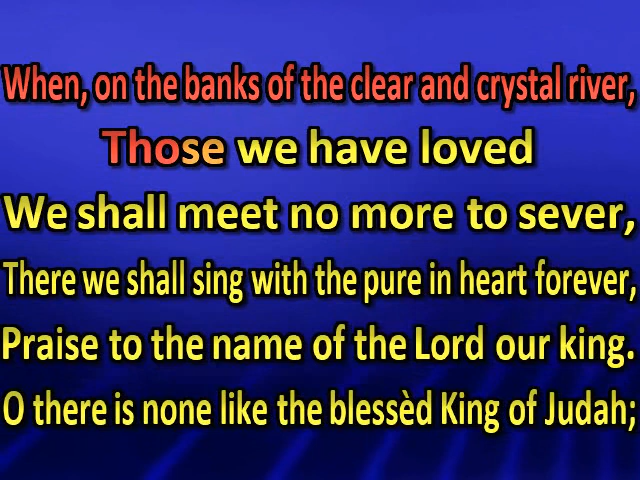 When, on the banks of the clear and crystal river,
Those we have loved
We shall meet no more to sever,
There we shall sing with the pure in heart forever,
Praise to the name of the Lord our king.
O there is none like the blessèd King of Judah;